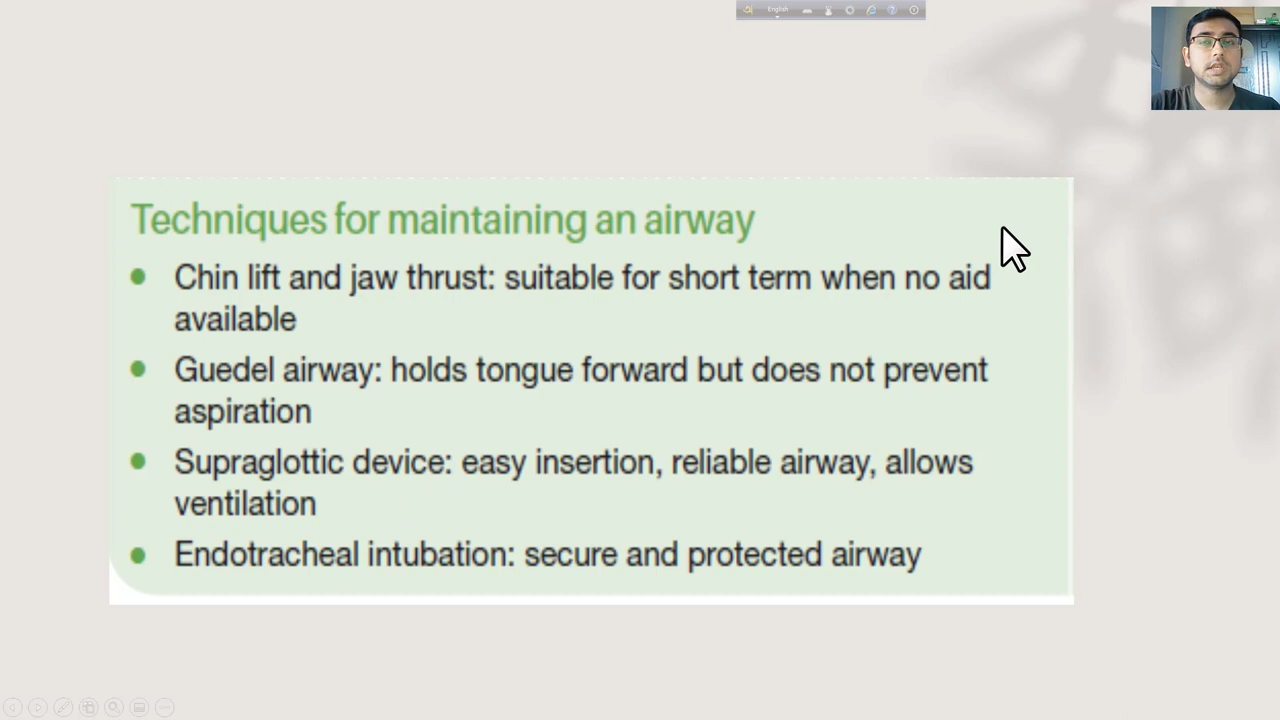 English
Techniques for maintaining an airway
Chin lift and jaw thrust: suitable for short term when no aid
available
Guedel airway: holds tongue forward but does not prevent
aspiration
Supraglottic device: easy insertion, reliable airway, allows
ventilation
Endotracheal intubation: secure and protected airway